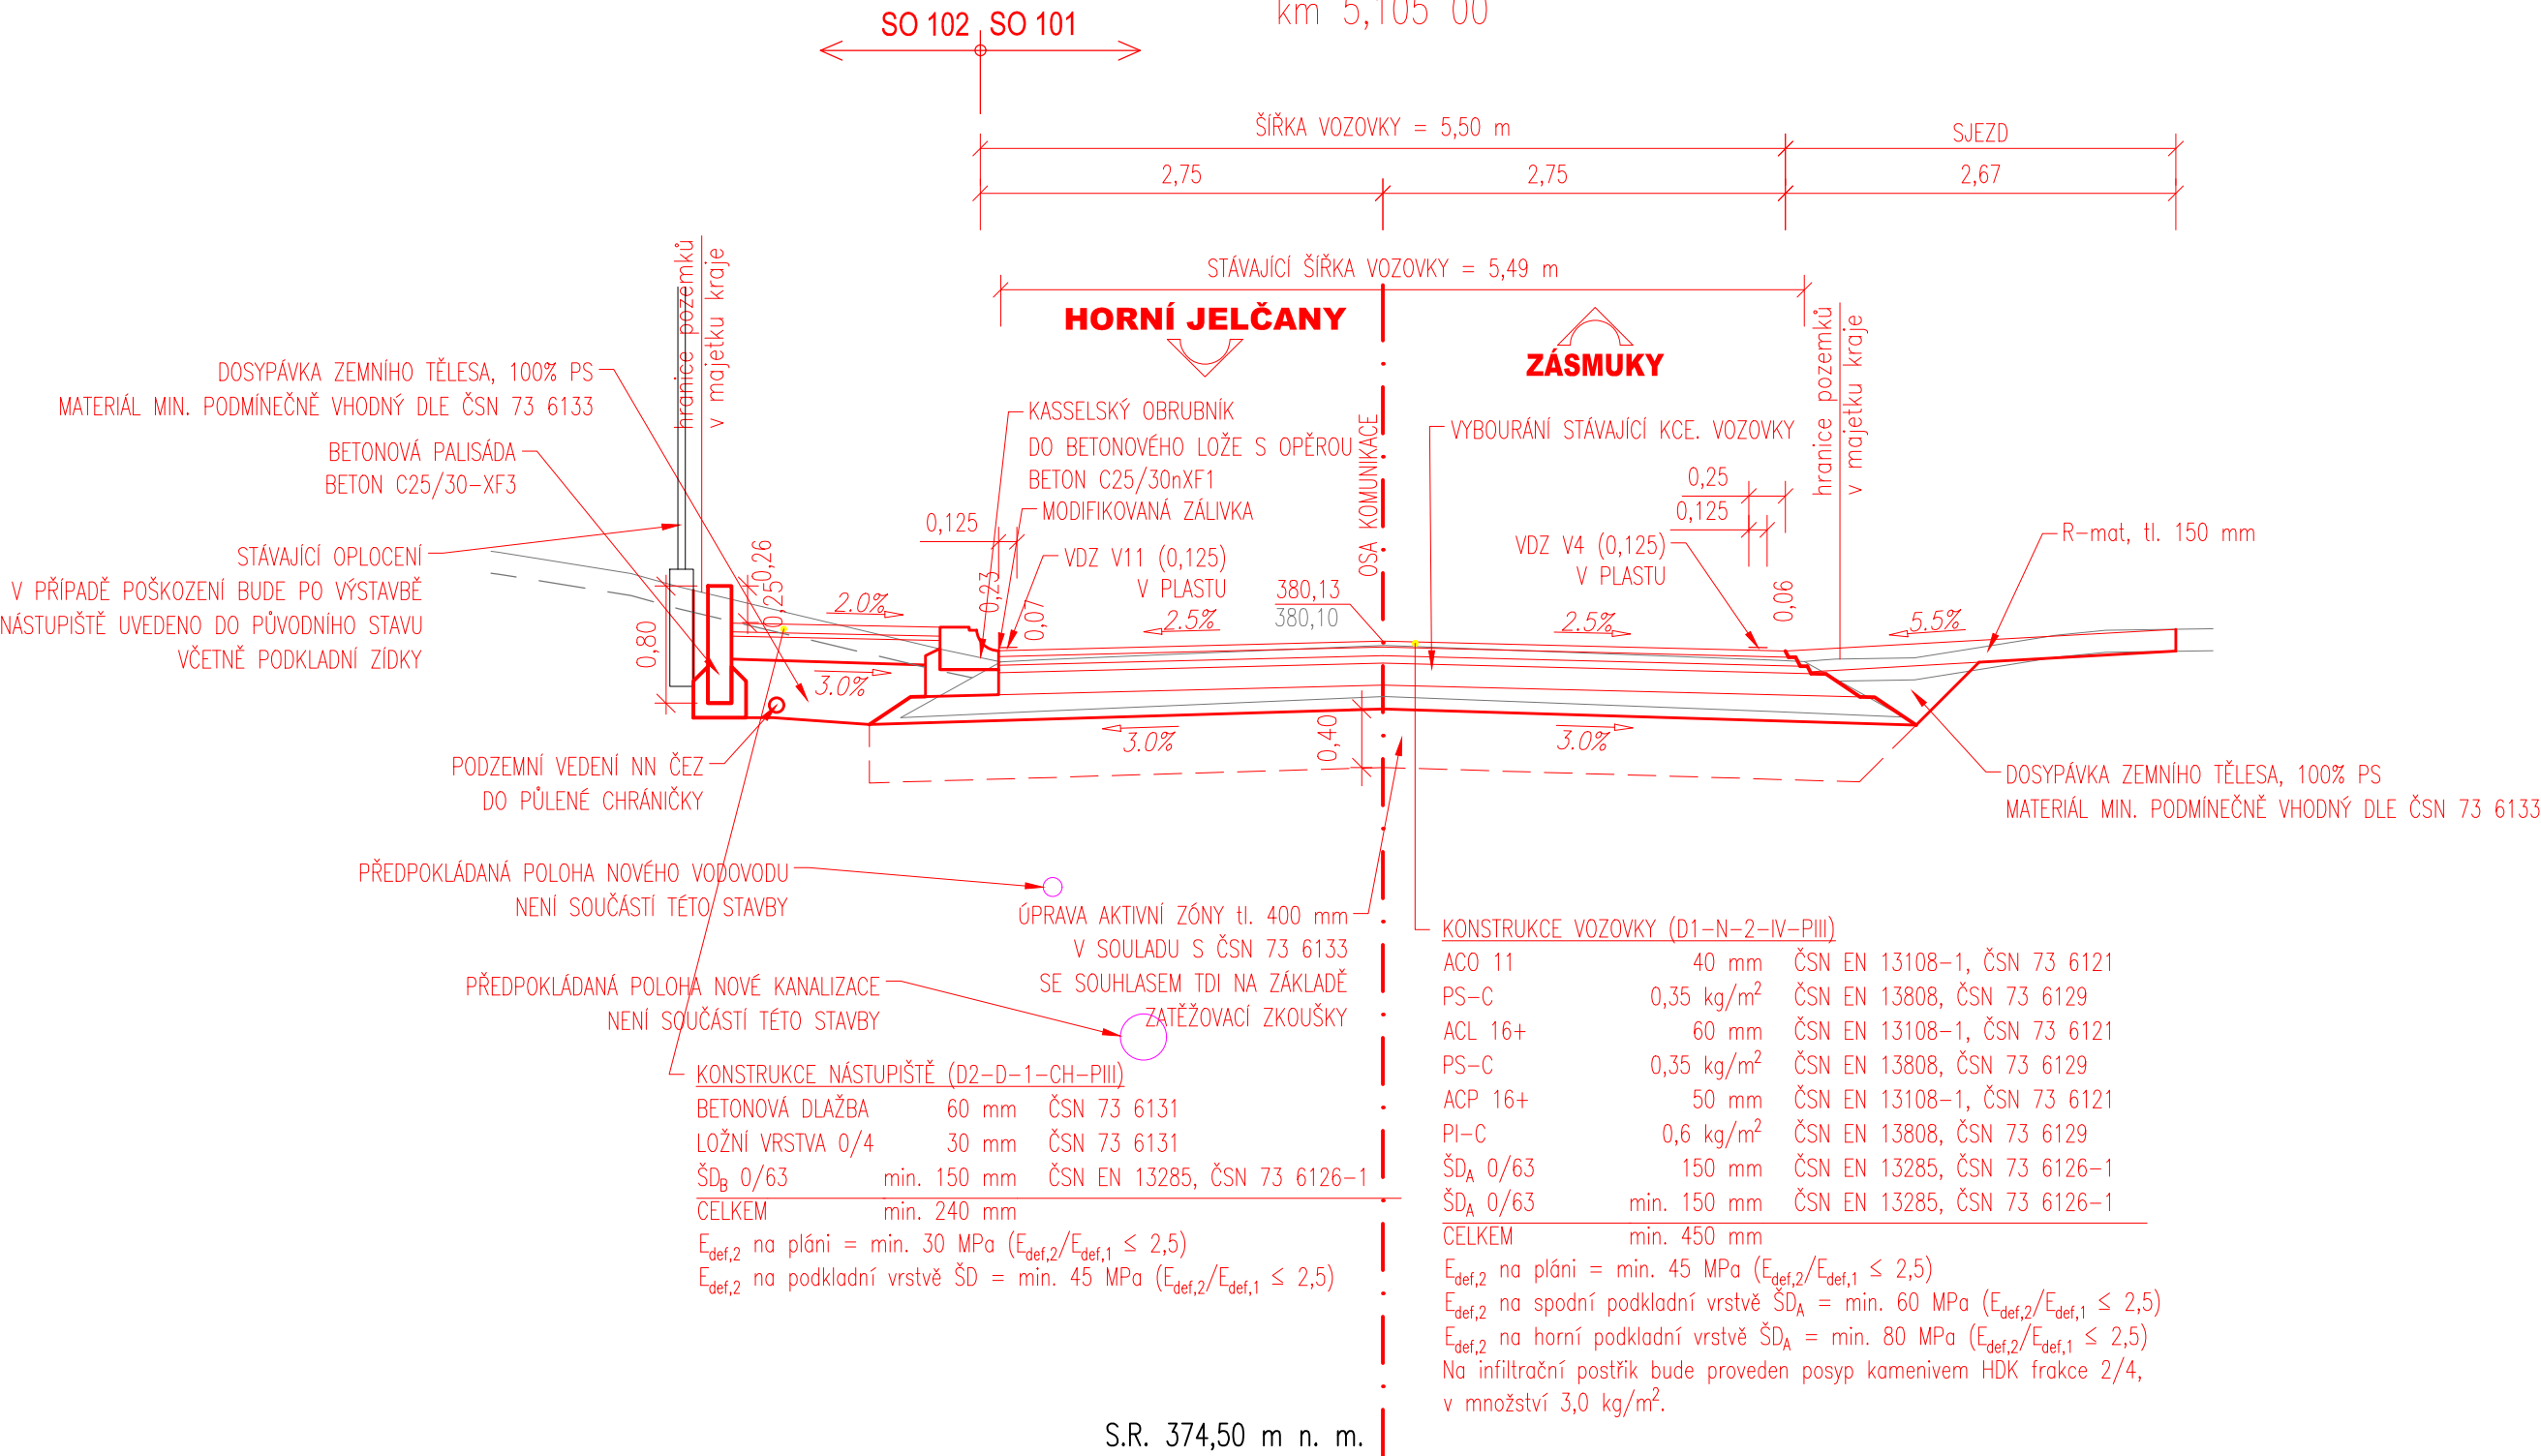 km 5,105 00
SO 102 SO 101
ŠÍŘKA VOZOVKY = 5,50 m
SJEZD
2,75
2,75
2,67
hranice pozemků
v majetku kraje
STÁVAJÍCÍ ŠÍŘKA VOZOVKY = 5,49 m
HORNÍ JELČANY
ZÁSMUKY
hranice pozemků
v majetku kraje
DOSYPÁVKA ZEMNÍHO TĚLESA, 100% PS
MATERIÁL MIN. PODMÍNEČNĚ VHODNÝ DLE ČSN 73 6133
BETONOVÁ PALISÁDA
BETON C25/30-XF3
STÁVAJÍCÍ OPLOCENÍ
V PŘÍPADĚ POŠKOZENÍ BUDE PO VÝSTAVBĚ
NÁSTUPIŠTĚ UVEDENO DO PŮVODNÍHO STAVU
VČETNĚ PODKLADNÍ ZÍDKY
KASSELSKÝ OBRUBNÍK
DO BETONOVÉHO LOŽE S OPĚROU
BETON C25/30nXF1
MODIFIKOVANÁ ZÁLIVKA
VDZ V11 (0,125)
V PLASTU
OSA KOMUNIKACE
VYBOURÁNÍ STÁVAJÍCÍ KCE. VOZOVKY
0,25
0,125
VDZ V4 (0,125)
V PLASTU
R-mat, tl. 150 mm
0,125
0,26
0,25
0,80
0,23
0,07
0,06
380,13
380,10
2.0%
2.5%
2.5%
5.5%
3.0%
3.0%
3.0%
0,40
PODZEMNÍ VEDENÍ NN ČEZ
DO PŮLENÉ CHRÁNIČKY
DOSYPÁVKA ZEMNÍHO TĚLESA, 100% PS
MATERIÁL MIN. PODMÍNEČNĚ VHODNÝ DLE ČSN 73 6133
PŘEDPOKLÁDANÁ POLOHA NOVÉHO VODOVODU
NENÍ SOUČÁSTÍ TÉTO STAVBY
ÚPRAVA AKTIVNÍ ZÓNY tl. 400 mm
V SOULADU S ČSN 73 6133
SE SOUHLASEM TDI NA ZÁKLADĚ
ZATĚŽOVACÍ ZKOUŠKY
PŘEDPOKLÁDANÁ POLOHA NOVÉ KANALIZACE
NENÍ SOUČÁSTÍ TÉTO STAVBY
KONSTRUKCE NÁSTUPIŠTĚ (D2-D-1-CH-PIII)
BETONOVÁ DLAŽBA 60 mm ČSN 73 6131
LOŽNÍ VRSTVA 0/4 30 mm ČSN 73 6131
ŠDB 0/63 min. 150 mm ČSN EN 13285, ČSN 73 6126-1
CELKEM min. 240 mm
Edef,2 na pláni = min. 30 MPa (Edef,2/Edef,1 ≤ 2,5)
Edef,2 na podkladní vrstvě ŠD = min. 45 MPa (Edef,2/Edef,1 ≤ 2,5)
KONSTRUKCE VOZOVKY (D1-N-2-IV-PIII)
ACO 11 40 mm ČSN EN 13108-1, ČSN 73 6121
PS-C 0,35 kg/m² ČSN EN 13808, ČSN 73 6129
ACL 16+ 60 mm ČSN EN 13108-1, ČSN 73 6121
PS-C 0,35 kg/m² ČSN EN 13808, ČSN 73 6129
ACP 16+ 50 mm ČSN EN 13108-1, ČSN 73 6121
PI-C 0,6 kg/m² ČSN EN 13808, ČSN 73 6129
ŠDA 0/63 150 mm ČSN EN 13285, ČSN 73 6126-1
ŠDA 0/63 min. 150 mm ČSN EN 13285, ČSN 73 6126-1
CELKEM min. 450 mm
Edef,2 na pláni = min. 45 MPa (Edef,2/Edef,1 ≤ 2,5)
Edef,2 na spodní podkladní vrstvě ŠDA = min. 60 MPa (Edef,2/Edef,1 ≤ 2,5)
Edef,2 na horní podkladní vrstvě ŠDA = min. 80 MPa (Edef,2/Edef,1 ≤ 2,5)
Na infiltrační postřik bude proveden posyp kamenivem HDK frakce 2/4,
v množství 3,0 kg/m².
S.R. 374,50 m n. m.